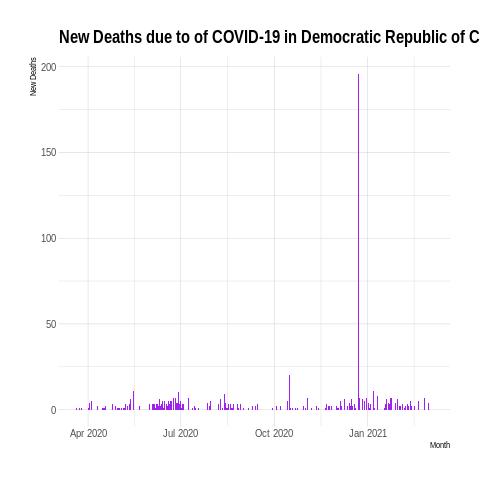 New Deaths due to of COVID-19 in Democratic Republic of C
New Deaths
200
150
100
50
0
Apr 2020 Jul 2020 Oct 2020 Jan 2021
Month